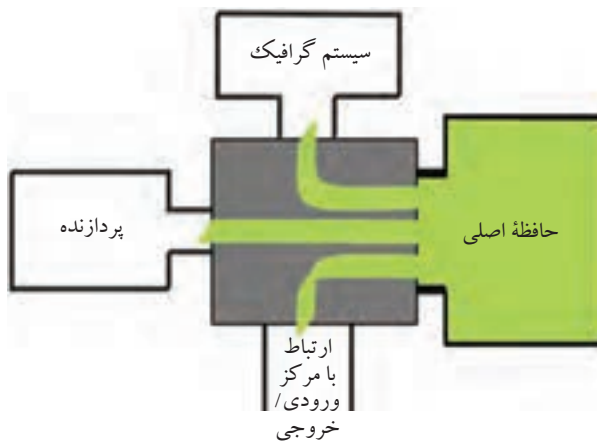 سیستم گرافیک
پردازنده
حافظهٔ اصلی
ارتباط
با مرکز
ورودی/
خروجی